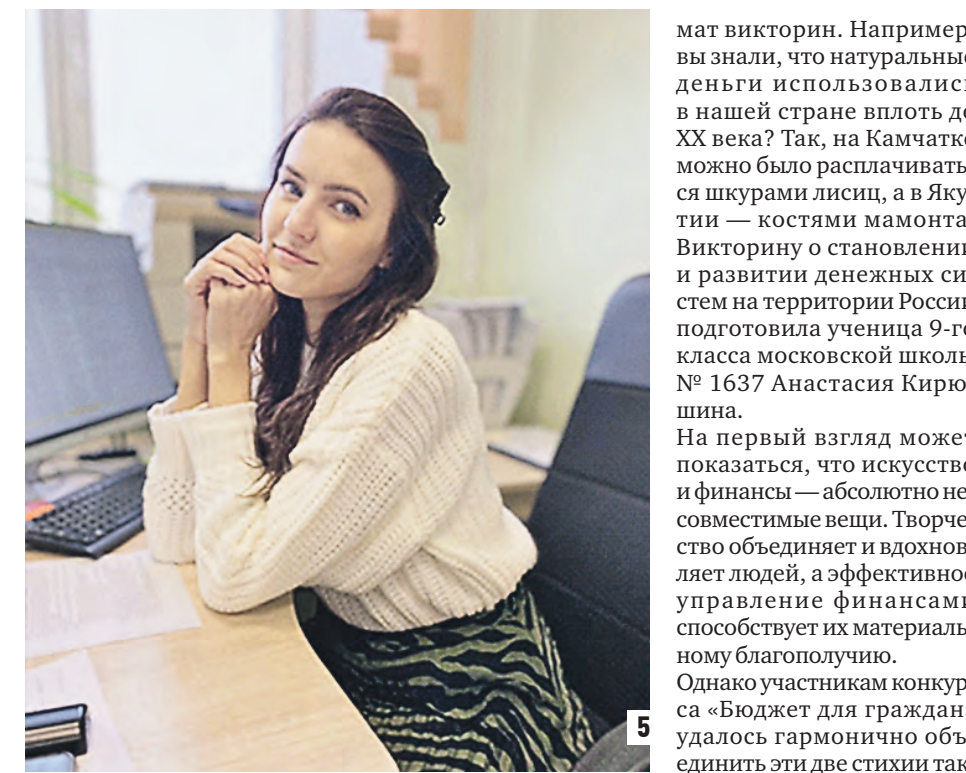 мат викторин. Например
вы знали, что натуральные
деньги использовались
в нашей стране вплоть до
XX века? Так, на Камчатке
можно было расплачивать
ся шкурами лисиц, а в Яку
тии — костями мамонта
Викторину о становлении
и развитии денежных си
стем на территории России
подготовила ученица 9-го
класса московской школы
№ 1637 Анастасия Кирю
шина.
На первый взгляд может
показаться, что искусство
и финансы — абсолютно не
совместимые вещи. Творче
ство объединяет и вдохнов
ляет людей, а эффективное
управление финансами
способствует их материаль
ному благополучию.
Однако участникам конкур
са «Бюджет для граждан
удалось гармонично объ
единить эти две стихии так
5